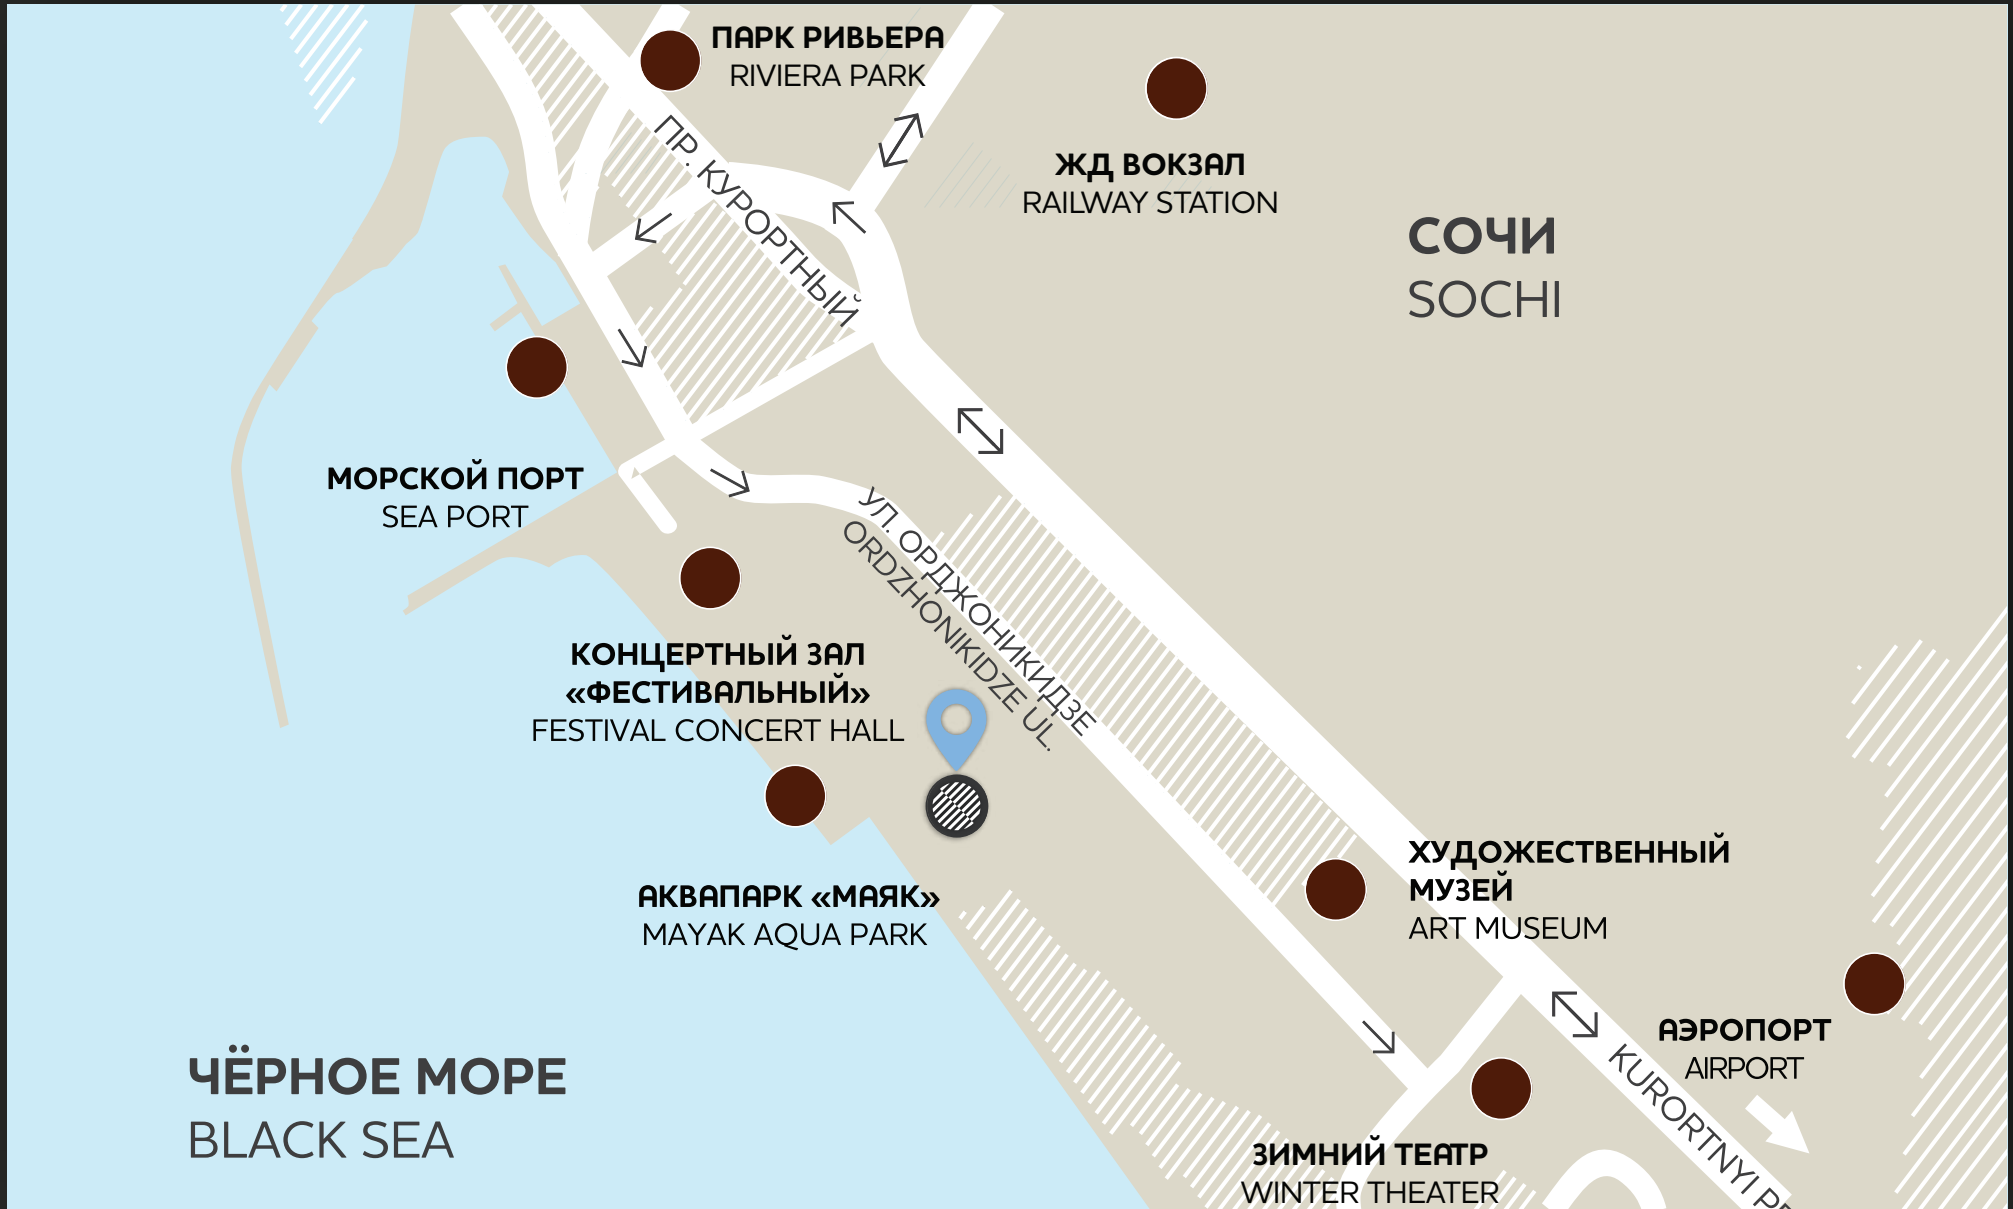 ПАРК РИВЬЕРА
RIVIERA PARK
ПР. КУРОРТНЫЙ
ЖД ВОКЗАЛ
RAILWAY STATION
СОЧИ
SOCHI
МОРСКОЙ ПОРТ
SEA PORT
УЛ. ОРДЖОНИКИДЗЕ
ORDZHONIKIDZE UL.
КОНЦЕРТНЫЙ ЗАЛ
«ФЕСТИВАЛЬНЫЙ»
FESTIVAL CONCERT HALL
АКВАПАРК «МАЯК»
MAYAK AQUA PARK
ХУДОЖЕСТВЕННЫЙ
МУЗЕЙ
ART MUSEUM
АЭРОПОРТ
AIRPORT
KURORTNYI
ЧЁРНОЕ МОРЕ
BLACK SEA
ЗИМНИЙ ТЕАТР
WINTER THEATER